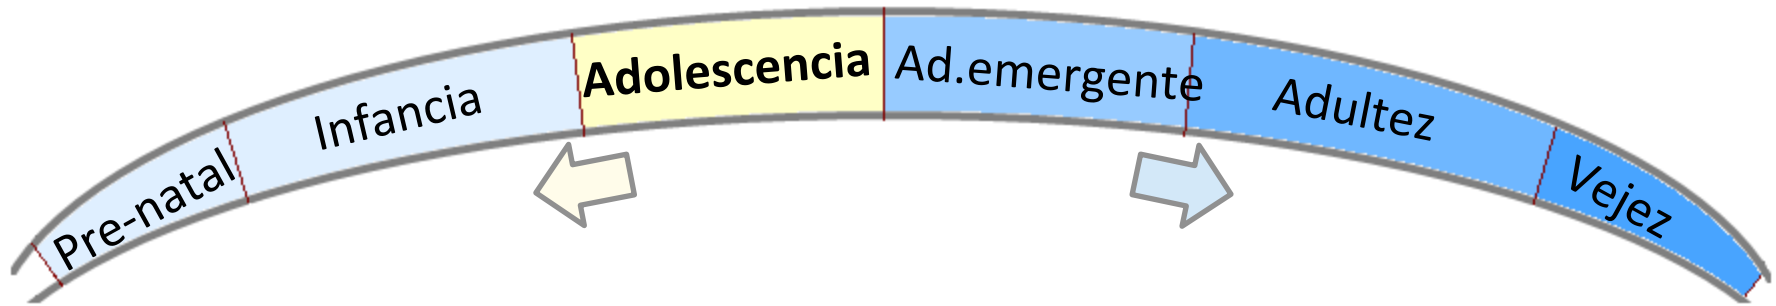 Pre-natal
Infancia
Adolescencia
Ad.emergente
Adultez
Vejez